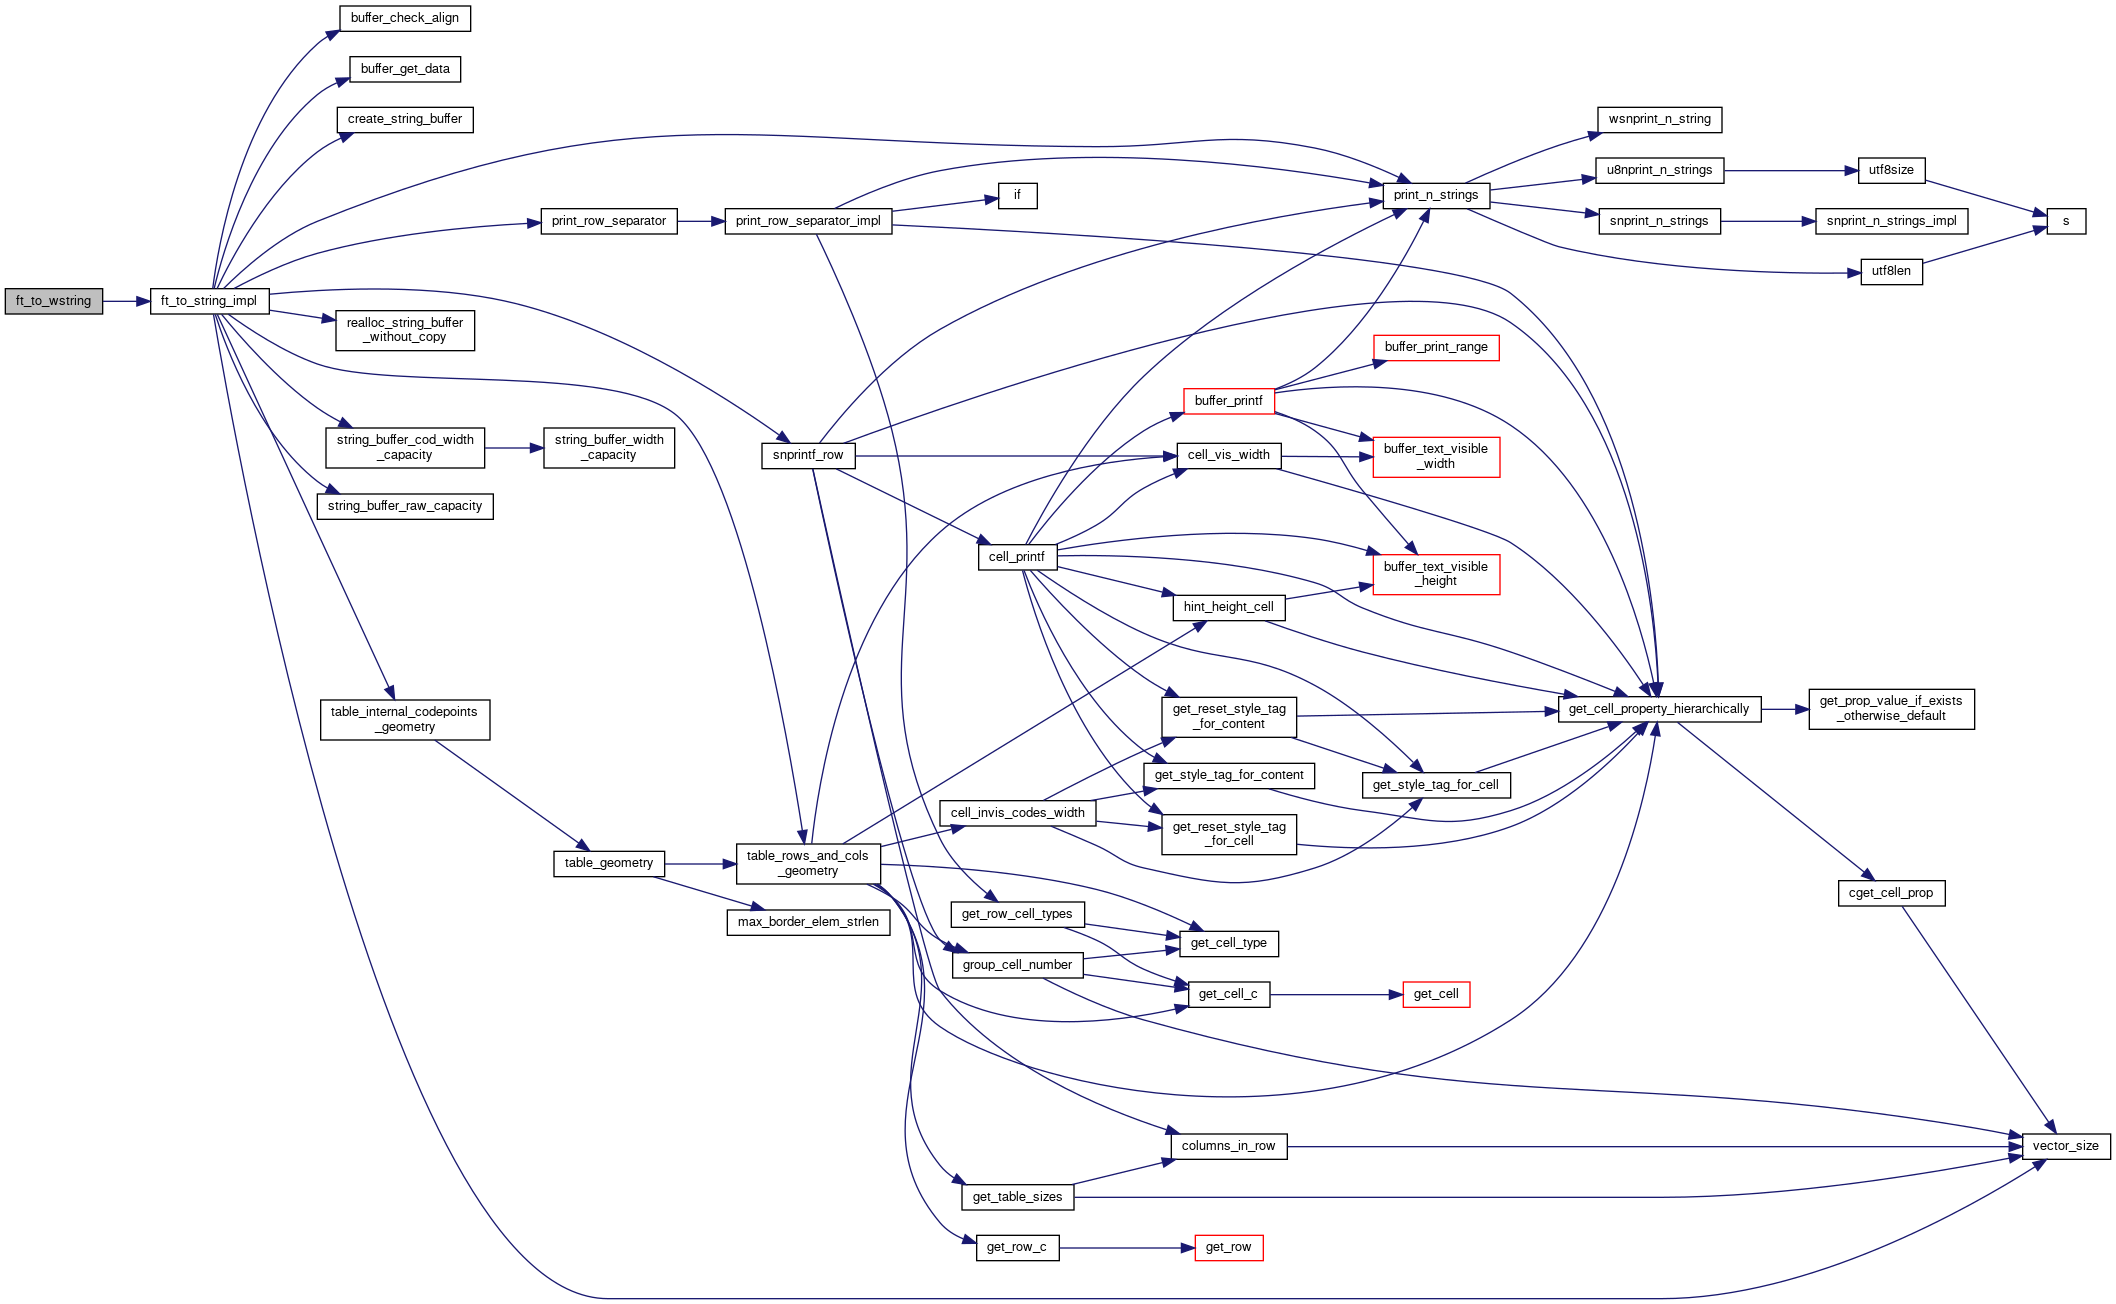 buffer_check_align
buffer_get_data
create_string_buffer
wsnprint_n_string
u8nprint_n_strings
utf8size
if
print_n_strings
print_row_separator
print_row_separator_impl
snprint_n_strings
snprint_n_strings_impl
s
utf8len
ft_to_wstring
ft_to_string_impl
realloc_string_buffer
_without_copy
buffer_print_range
buffer_printf
string_buffer_cod_width
_capacity
string_buffer_width
_capacity
snprintf_row
cell_vis_width
buffer_text_visible
_width
string_buffer_raw_capacity
cell_printf
buffer_text_visible
_height
hint_height_cell
table_internal_codepoints
_geometry
get_reset_style_tag
_for_content
get_cell_property_hierarchically
get_prop_value_if_exists
_otherwise_default
get_style_tag_for_content
get_style_tag_for_cell
cell_invis_codes_width
get_reset_style_tag
_for_cell
table_geometry
table_rows_and_cols
_geometry
cget_cell_prop
max_border_elem_strlen
get_row_cell_types
get_cell_type
group_cell_number
get_cell_c
get_cell
columns_in_row
vector_size
get_table_sizes
get_row_c
get_row